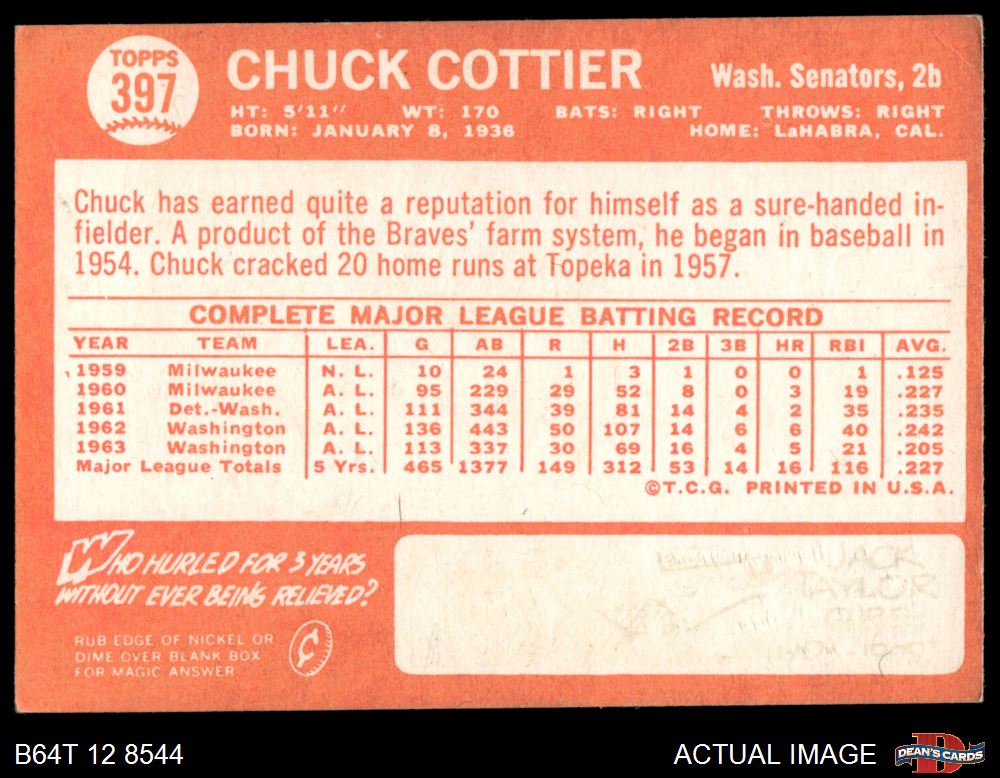 TOPPS
397
CHUCK COTTIER
Wash. Senators, 2b
HT: 5'11" WT: 170 BATS: RIGHT THROWS: RIGHT
BORN: JANUARY 8, 1936 HOME: LaHABRA, CAL.
Chuck has earned quite a reputation for himself as a sure-handed in-
fielder. A product of the Braves' farm system, he began in baseball in
1954. Chuck cracked 20 home runs at Topeka in 1957.
COMPLETE MAJOR LEAGUE BATTING RECORD
YEAR TEAM LEA. G AB R H 2B 3B HR RBI AVG.
1959 Milwaukee N. L. 10 24 1 3 1 0 0 1 .125
1960 Milwaukee A. L. 95 229 29 52 8 0 3 19 .227
1961 Det.-Wash. A. L. 111 344 39 81 14 4 2 35 .235
1962 Washington A. L. 136 443 50 107 14 6 6 40 .242
1963 Washington A. L. 113 337 30 69 16 4 5 21 .205
Major League Totals 5 Yrs. 465 1377 149 312 53 14 16 116 .227
©T.C.G. PRINTED IN U.S.A.
WHO HURLED FOR 3 YEARS
WITHOUT EVER BEING RELIEVED?
RUB EDGE OF NICKEL OR
DIME OVER BLANK BOX
FOR MAGIC ANSWER
JACK
TAYLOR
B64T 12 8544
ACTUAL IMAGE
DEAN'S CARDS